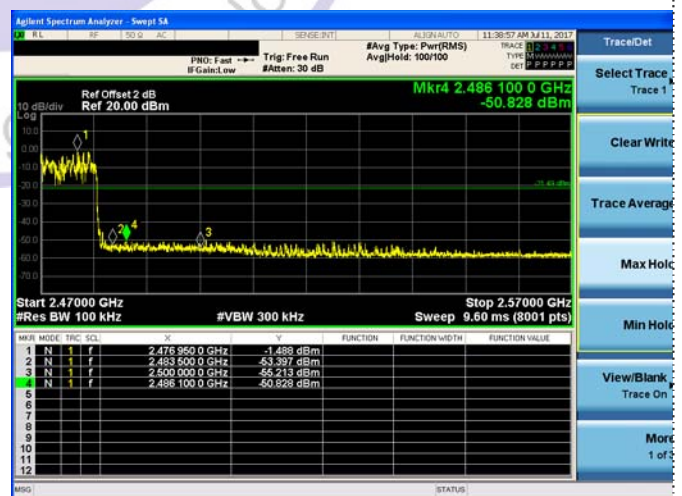 Agilent Spectrum Analyzer - Swept SA
RL RF 50 Ω AC SENSE:INT ALIGN AUTO 11:38:57 AM Jul 11, 2017
#Avg Type: Pwr(RMS) TRACE 1 2 3 4 5 6
PNO: Fast Trig: Free Run Avg|Hold: 100/100 TYPE M
IFGain:Low #Atten: 30 dB DET P P P P P P
Mkr4 2.486 100 0 GHz
-50.828 dBm
Ref Offset 2 dB
10 dB/div Ref 20.00 dBm
Log
10.0
0.00
-10.0
-20.0
-30.0
-40.0
-50.0
-60.0
-70.0
1
2
4
3
Start 2.47000 GHz Stop 2.57000 GHz
#Res BW 100 kHz #VBW 300 kHz Sweep 9.60 ms (8001 pts)
MKR MODE TRC SCL X Y FUNCTION FUNCTION WIDTH FUNCTION VALUE
1 N 1 f 2.476 950 0 GHz -1.488 dBm
2 N 1 f 2.483 500 0 GHz -53.397 dBm
3 N 1 f 2.500 000 0 GHz -55.213 dBm
4 N 1 f 2.486 100 0 GHz -50.828 dBm
5
6
7
8
9
10
11
12
MSG STATUS
Trace/Det
Select Trace
Trace 1
Clear Write
Trace Average
Max Hold
Min Hold
View/Blank
Trace On
More
1 of 3